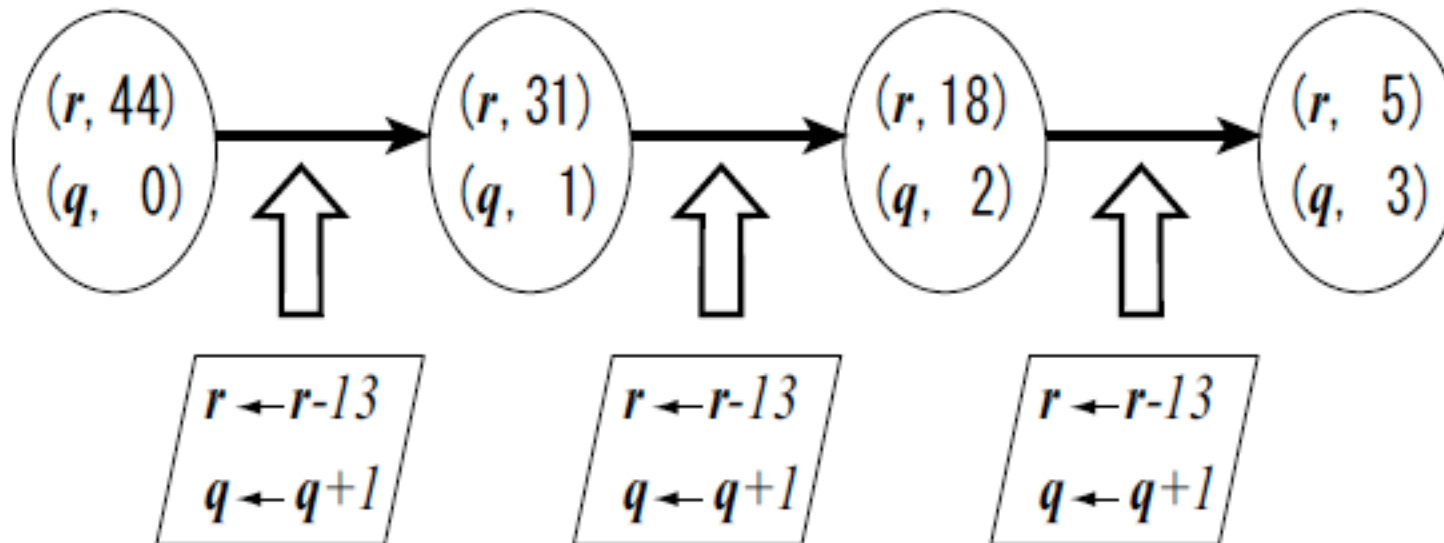 (r, 44)
(q, 0)
(r, 31)
(q, 1)
(r, 18)
(q, 2)
(r, 5)
(q, 3)
r ← r-13
q ← q+1
r ← r-13
q ← q+1
r ← r-13
q ← q+1